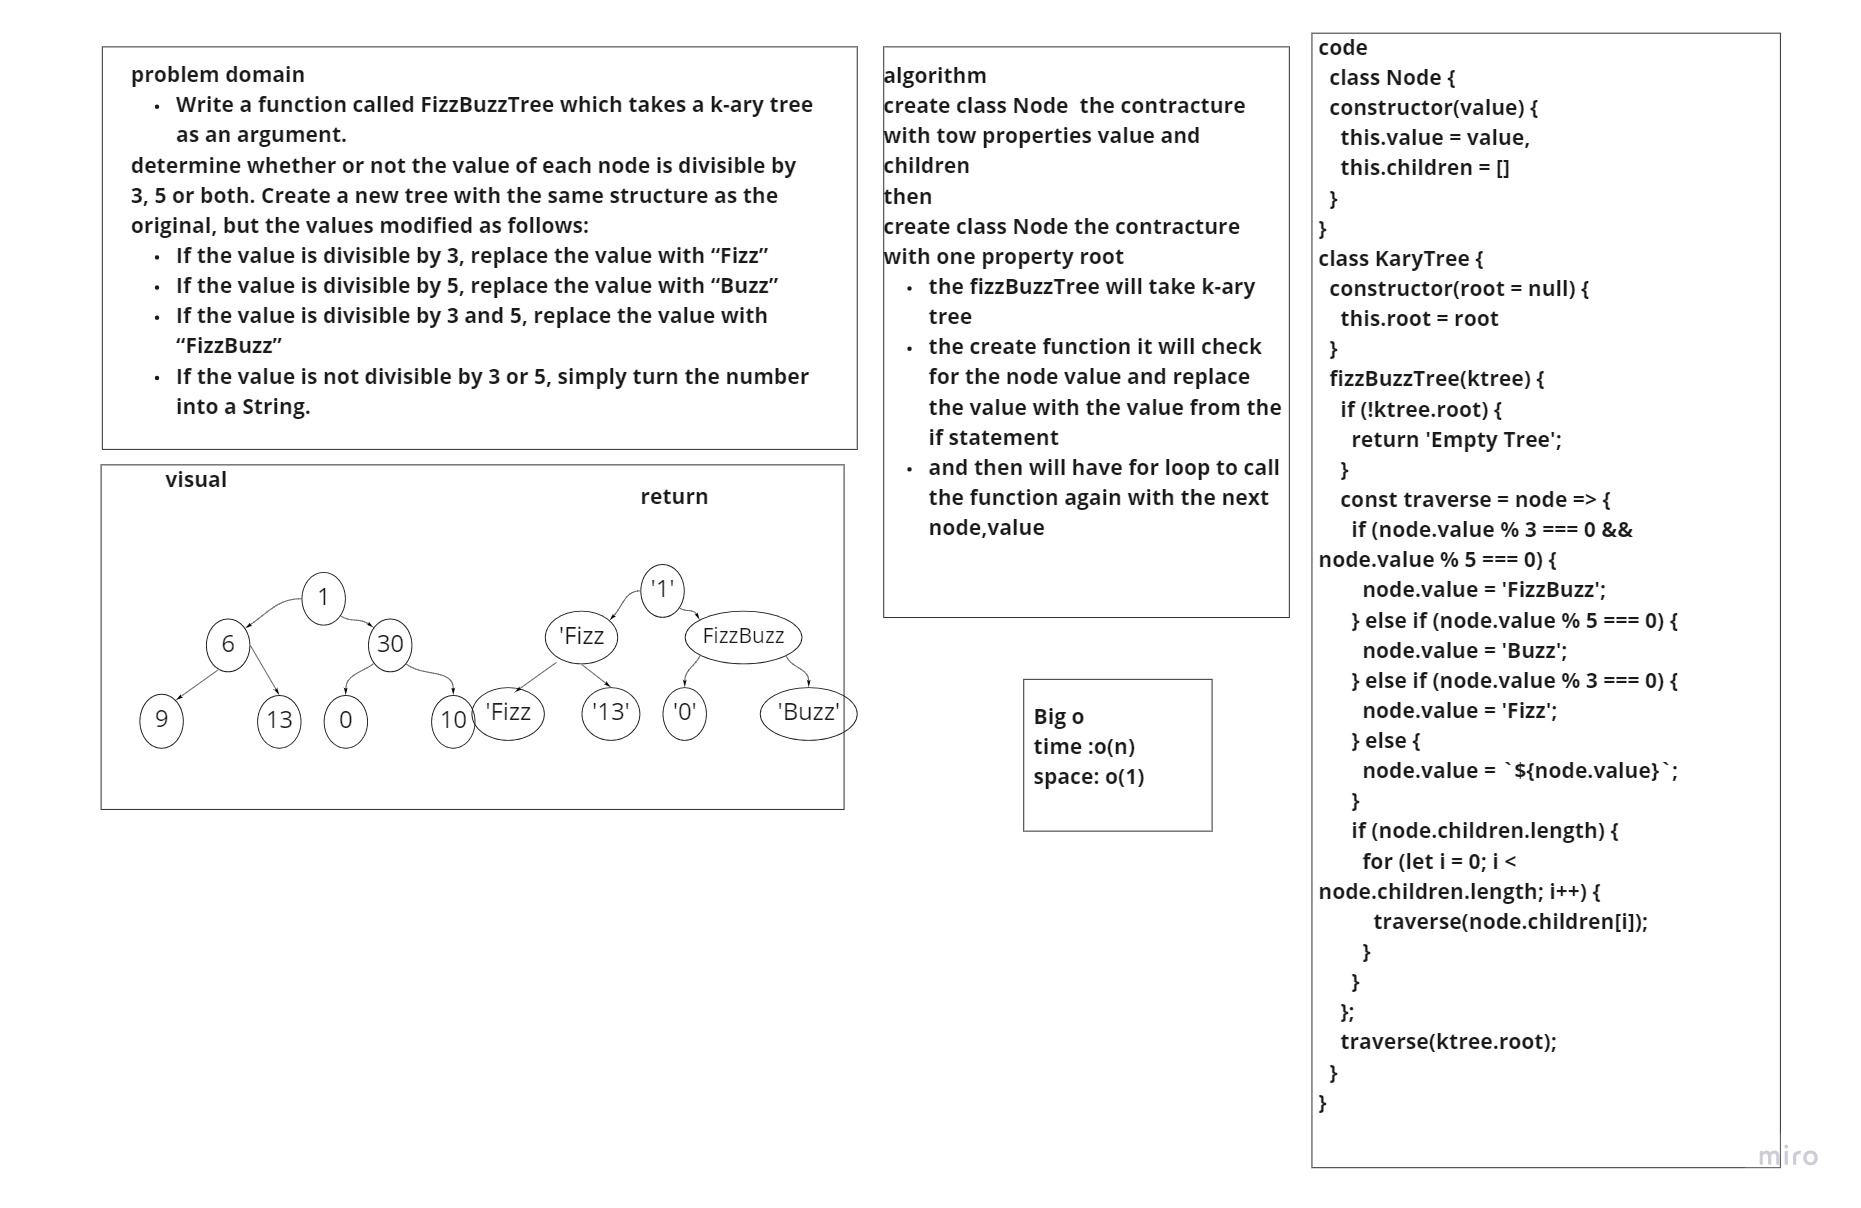 problem domain
• Write a function called FizzBuzzTree which takes a k-ary tree
as an argument.
determine whether or not the value of each node is divisible by
3, 5 or both. Create a new tree with the same structure as the
original, but the values modified as follows:
• If the value is divisible by 3, replace the value with “Fizz”
• If the value is divisible by 5, replace the value with “Buzz”
• If the value is divisible by 3 and 5, replace the value with
“FizzBuzz”
• If the value is not divisible by 3 or 5, simply turn the number
into a String.
visual
return
1
6
30
9
13
0
10
'1'
'Fizz
FizzBuzz
'Fizz
'13'
'0'
'Buzz'
algorithm
create class Node  the contracture
with tow properties value and
children
then
create class Node the contracture
with one property root
• the fizzBuzzTree will take k-ary
tree
• the create function it will check
for the node value and replace
the value with the value from the
if statement
• and then will have for loop to call
the function again with the next
node,value
Big o
time :o(n)
space: o(1)
code
class Node {
constructor(value) {
this.value = value,
this.children = []
}
}
class KaryTree {
constructor(root = null) {
this.root = root
}
fizzBuzzTree(ktree) {
if (!ktree.root) {
return 'Empty Tree';
}
const traverse = node => {
if (node.value % 3 === 0 &&
node.value % 5 === 0) {
node.value = 'FizzBuzz';
} else if (node.value % 5 === 0) {
node.value = 'Buzz';
} else if (node.value % 3 === 0) {
node.value = 'Fizz';
} else {
node.value = `${node.value}`;
}
if (node.children.length) {
for (let i = 0; i <
node.children.length; i++) {
traverse(node.children[i]);
}
}
};
traverse(ktree.root);
}
}
miro